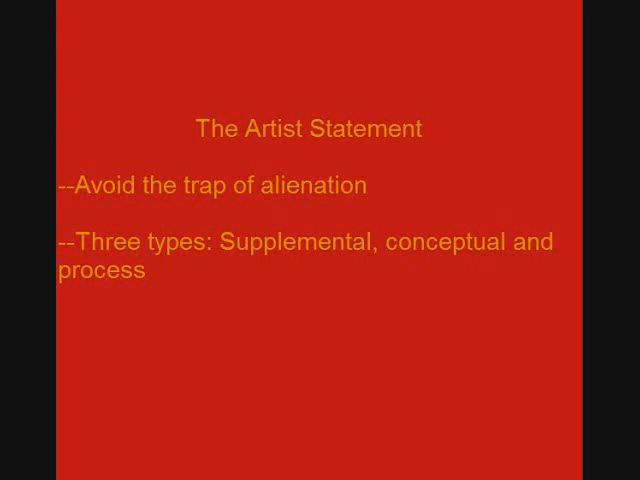 The Artist Statement
--Avoid the trap of alienation
--Three types: Supplemental, conceptual and
process